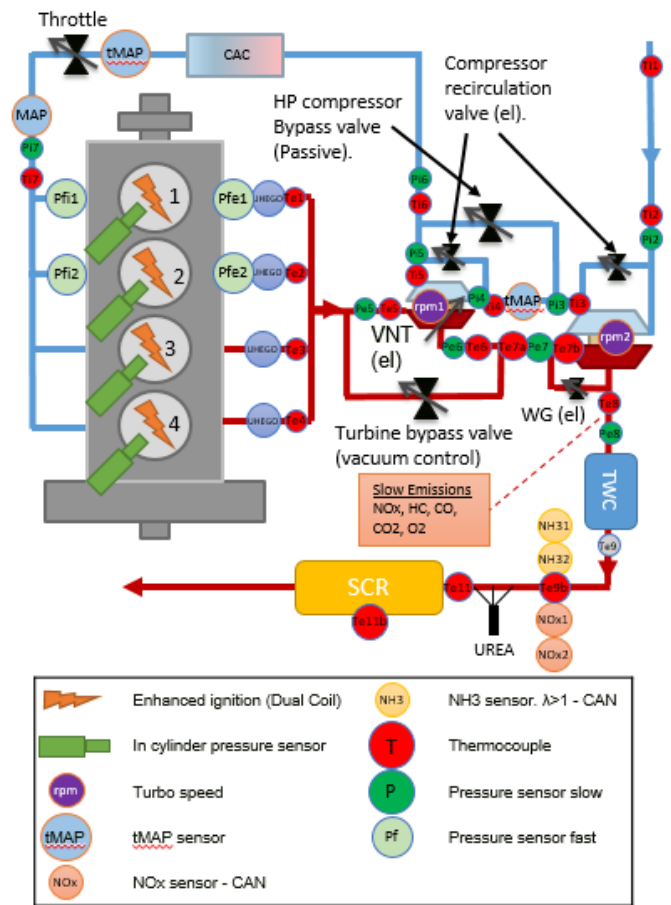 Throttle
tMAP
CAC
Compressor
recirculation
valve (el).
Ti1
HP compressor
Bypass valve
(Passive).
MAP
Pi7
Ti7
Pfi1
1
Pfe1
UHEGO
Te1
Pi6
Ti6
Ti2
Pi2
Pfi2
2
Pfe2
UHEGO
Te2
Pi5
Ti5
rpm1
Pi4
Ti4
tMAP
Pi3
Ti3
Pe5
Te5
rpm2
3
UHEGO
Te3
VNT
(el)
Pe6
Te6
Te7a
Pe7
Te7b
4
UHEGO
Te4
WG (el)
Te8
Pe8
Turbine bypass valve
(vacuum control)
Slow Emissions
NOx, HC, CO,
CO2, O2
TWC
NH31
NH32
Te9
SCR
Te11
Te9b
Te11b
UREA
NOx1
NOx2
Enhanced ignition (Dual Coil)
NH3
NH3 sensor. λ>1 - CAN
In cylinder pressure sensor
T
Thermocouple
rpm
Turbo speed
P
Pressure sensor slow
tMAP
tMAP sensor
Pf
Pressure sensor fast
NOx
NOx sensor - CAN